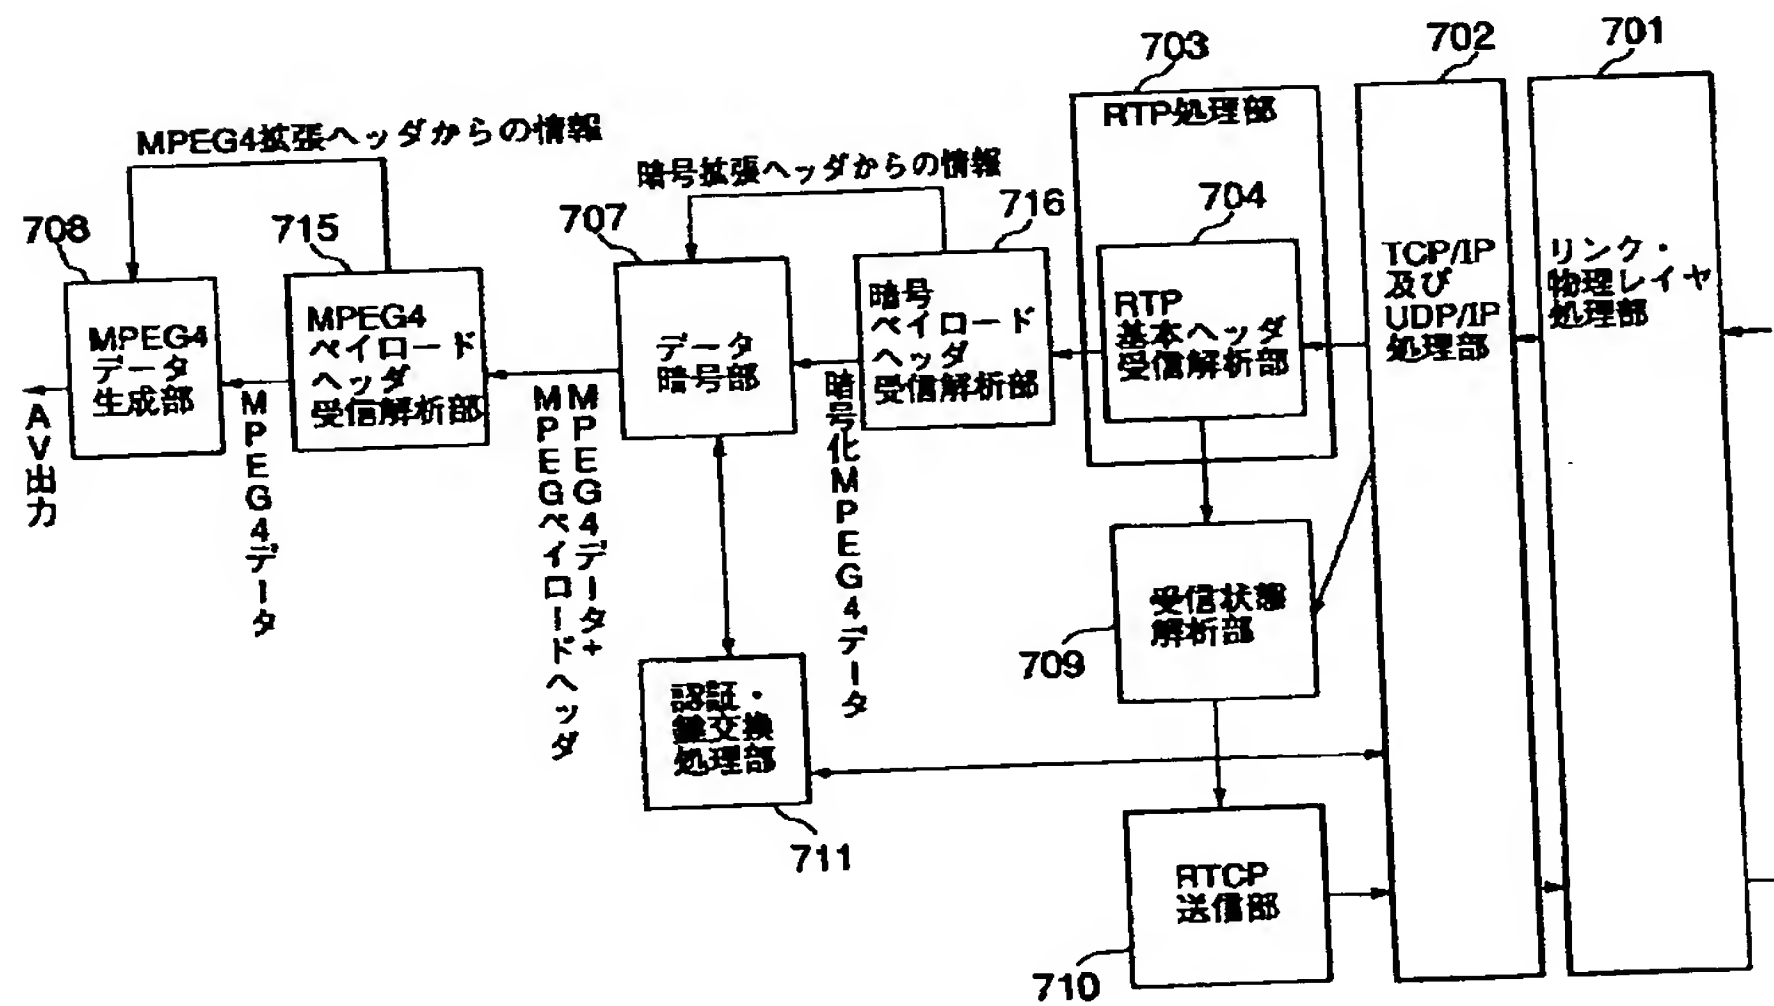 703
702
701
RTP処理部
MPEG4拡張ヘッダからの情報
暗号拡張ヘッダからの情報
708
715
707
716
704
MPEG4
データ
生成部
MPEG4
ペイロード
ヘッダ
受信解析部
データ
暗号部
暗号
ペイロード
ヘッダ
受信解析部
RTP
基本ヘッダ
受信解析部
TCP/IP
及び
UDP/IP
処理部
リンク・
物理レイヤ
処理部
AV出力
MPEG4データ
MPEG4データ+
MPEGペイロードヘッダ
暗号化MPEG4データ
受信状態
解析部
709
認証・
鍵交換
処理部
711
RTCP
送信部
710